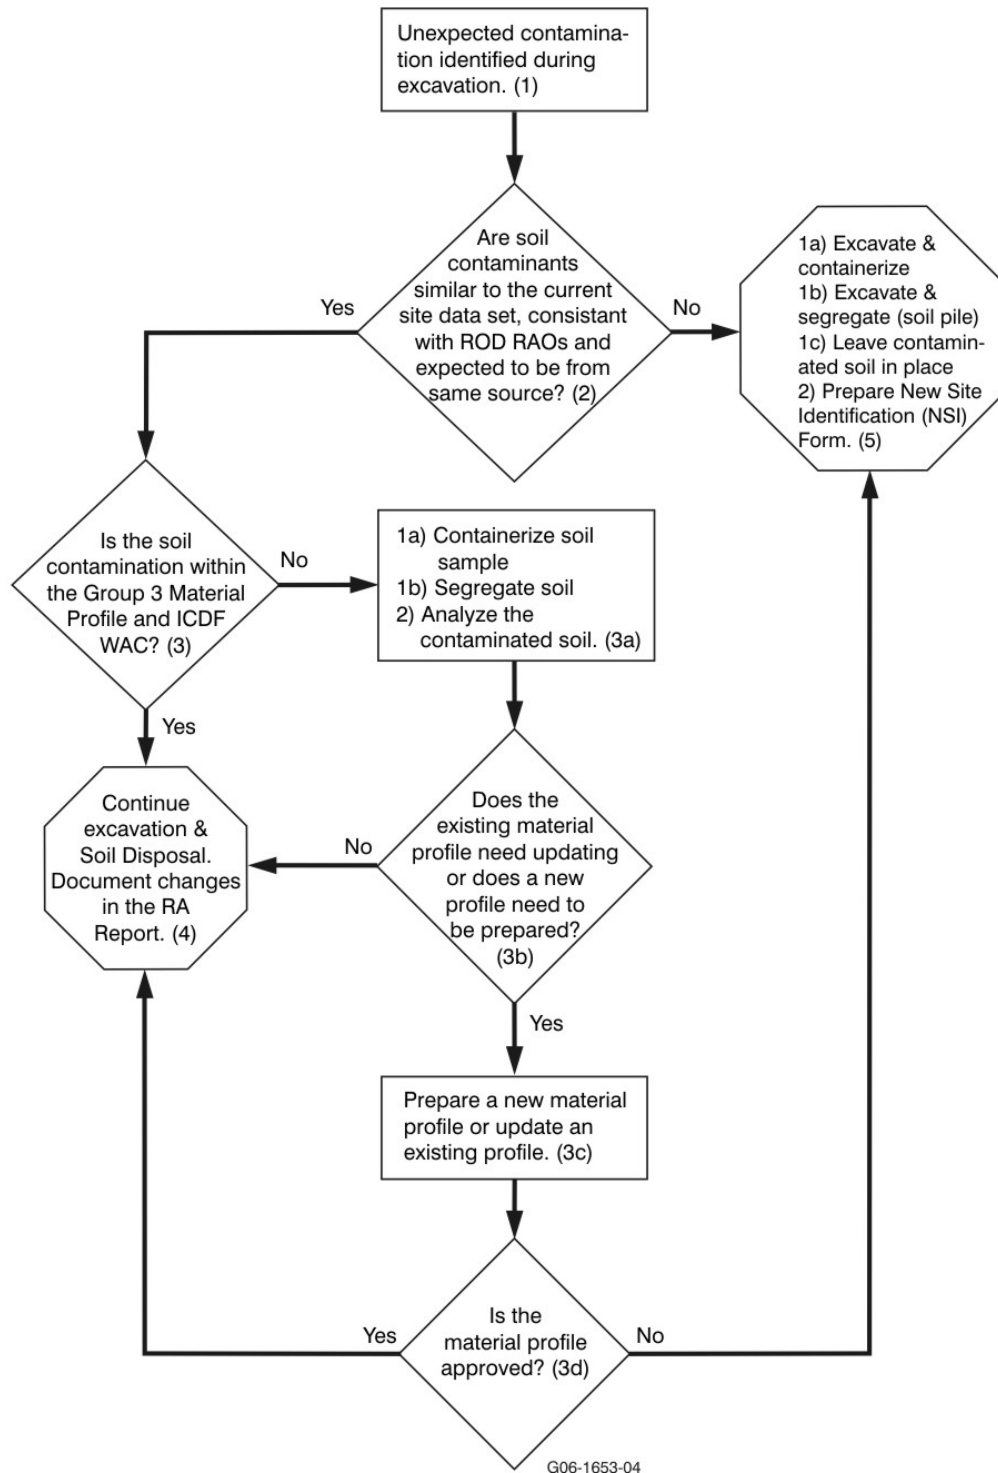 Unexpected contamina-
tion identified during
excavation. (1)
Are soil
contaminants
similar to the current
site data set, consistant
with ROD RAOs and
expected to be from
same source? (2)
Yes
No
1a) Excavate &
containerize
1b) Excavate &
segregate (soil pile)
1c) Leave contamin-
ated soil in place
2) Prepare New Site
Identification (NSI)
Form. (5)
Is the soil
contamination within
the Group 3 Material
Profile and ICDF
WAC? (3)
No
Yes
1a) Containerize soil
sample
1b) Segregate soil
2) Analyze the
contaminated soil. (3a)
Continue
excavation &
Soil Disposal.
Document changes
in the RA
Report. (4)
No
Does the
existing material
profile need updating
or does a new
profile need to
be prepared?
(3b)
Yes
Prepare a new material
profile or update an
existing profile. (3c)
Is the
material profile
approved? (3d)
Yes
No
G06-1653-04